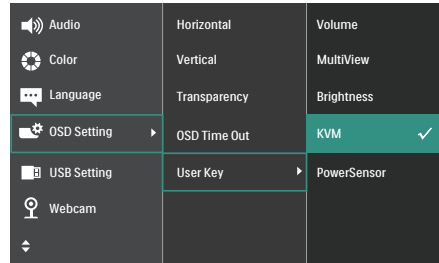 Audio
Color
Language
OSD Setting
USB Setting
Webcam
Horizontal
Vertical
Transparency
OSD Time Out
User Key
Volume
MultiView
Brightness
KVM
PowerSensor